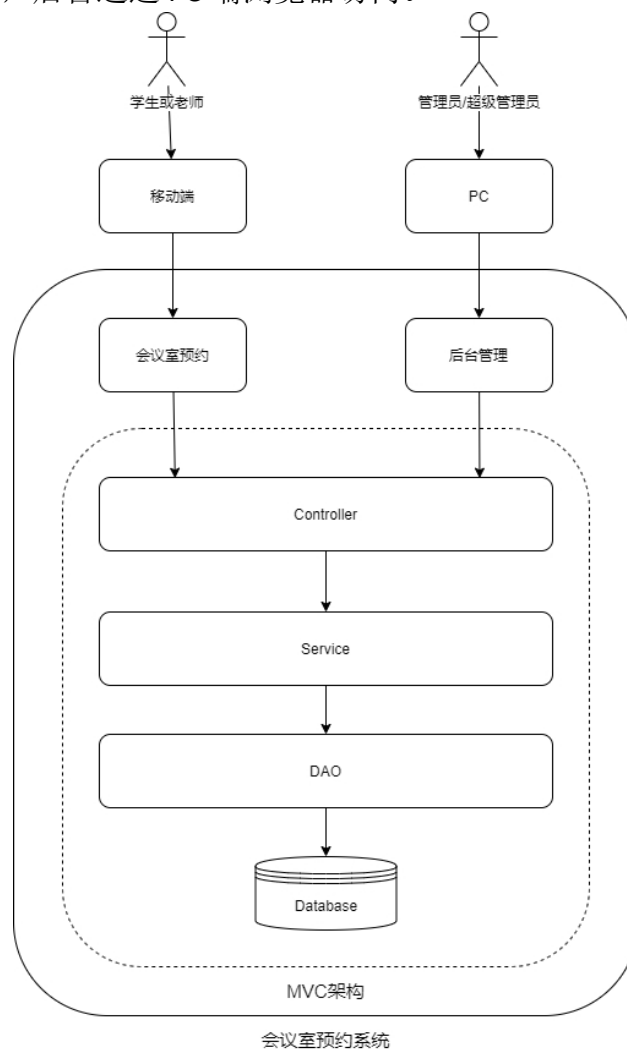 学生或老师
管理员/超级管理员
移动端
PC
会议室预约
后台管理
Controller
Service
DAO
Database
MVC架构
会议室预约系统